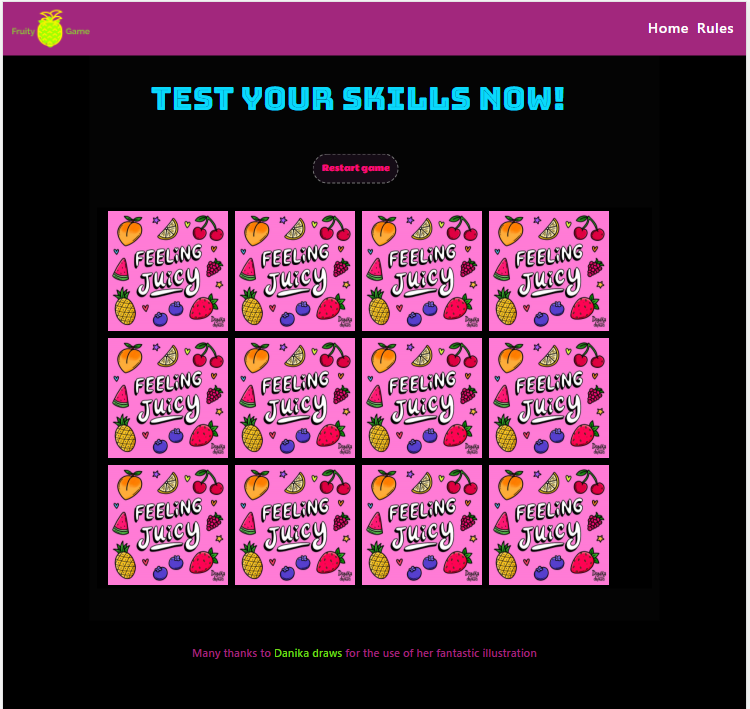 Fruity Game
Home Rules
TEST YOUR SKILLS NOW!
Restart game
FEELING FEELING FEELING FEELING
JUICY JUICY JUICY JUICY
Danika draws Danika draws Danika draws Danika draws
FEELING FEELING FEELING FEELING
JUICY JUICY JUICY JUICY
Danika draws Danika draws Danika draws Danika draws
FEELING FEELING FEELING FEELING
JUICY JUICY JUICY JUICY
Danika draws Danika draws Danika draws Danika draws
Many thanks to Danika draws for the use of her fantastic illustration